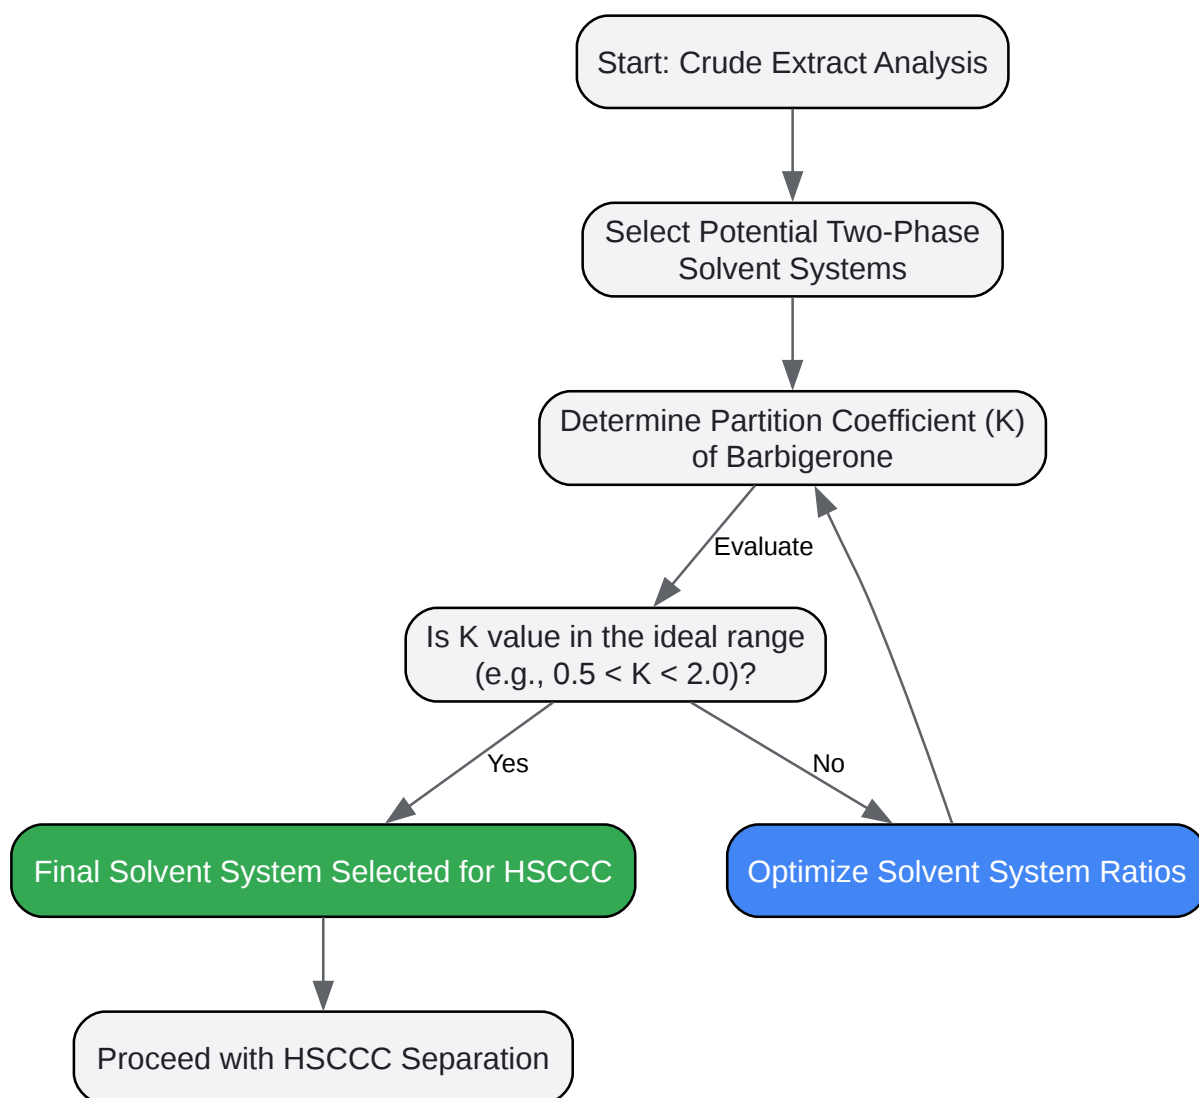 Start: Crude Extract Analysis
Select Potential Two-Phase
Solvent Systems
Determine Partition Coefficient (K)
of Barbigerone
Evaluate
Is K value in the ideal range
(e.g., 0.5 < K < 2.0)?
Yes
No
Final Solvent System Selected for HSCCC
Optimize Solvent System Ratios
Proceed with HSCCC Separation